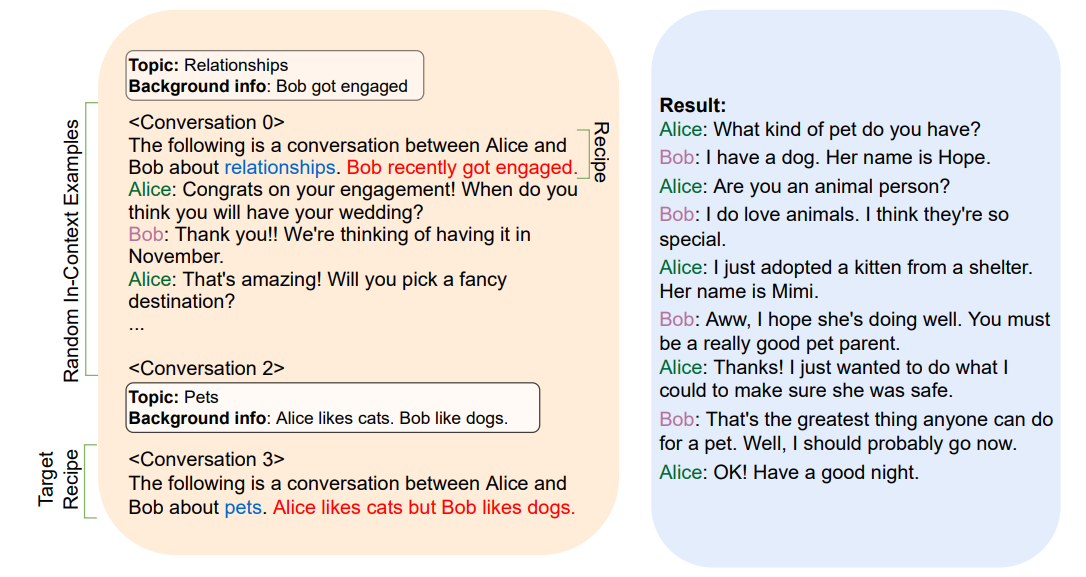 Random In-Context Examples
Topic: Relationships
Background info: Bob got engaged
<Conversation 0>
The following is a conversation between Alice and
Bob about relationships. Bob recently got engaged.
Recipe
Alice: Congrats on your engagement! When do you
think you will have your wedding?
Bob: Thank you!! We're thinking of having it in
November.
Alice: That's amazing! Will you pick a fancy
destination?
...
<Conversation 2>
Topic: Pets
Background info: Alice likes cats. Bob like dogs.
Target
Recipe
<Conversation 3>
The following is a conversation between Alice and
Bob about pets. Alice likes cats but Bob likes dogs.
Result:
Alice: What kind of pet do you have?
Bob: I have a dog. Her name is Hope.
Alice: Are you an animal person?
Bob: I do love animals. I think they're so
special.
Alice: I just adopted a kitten from a shelter.
Her name is Mimi.
Bob: Aww, I hope she's doing well. You must
be a really good pet parent.
Alice: Thanks! I just wanted to do what I
could to make sure she was safe.
Bob: That's the greatest thing anyone can do
for a pet. Well, I should probably go now.
Alice: OK! Have a good night.